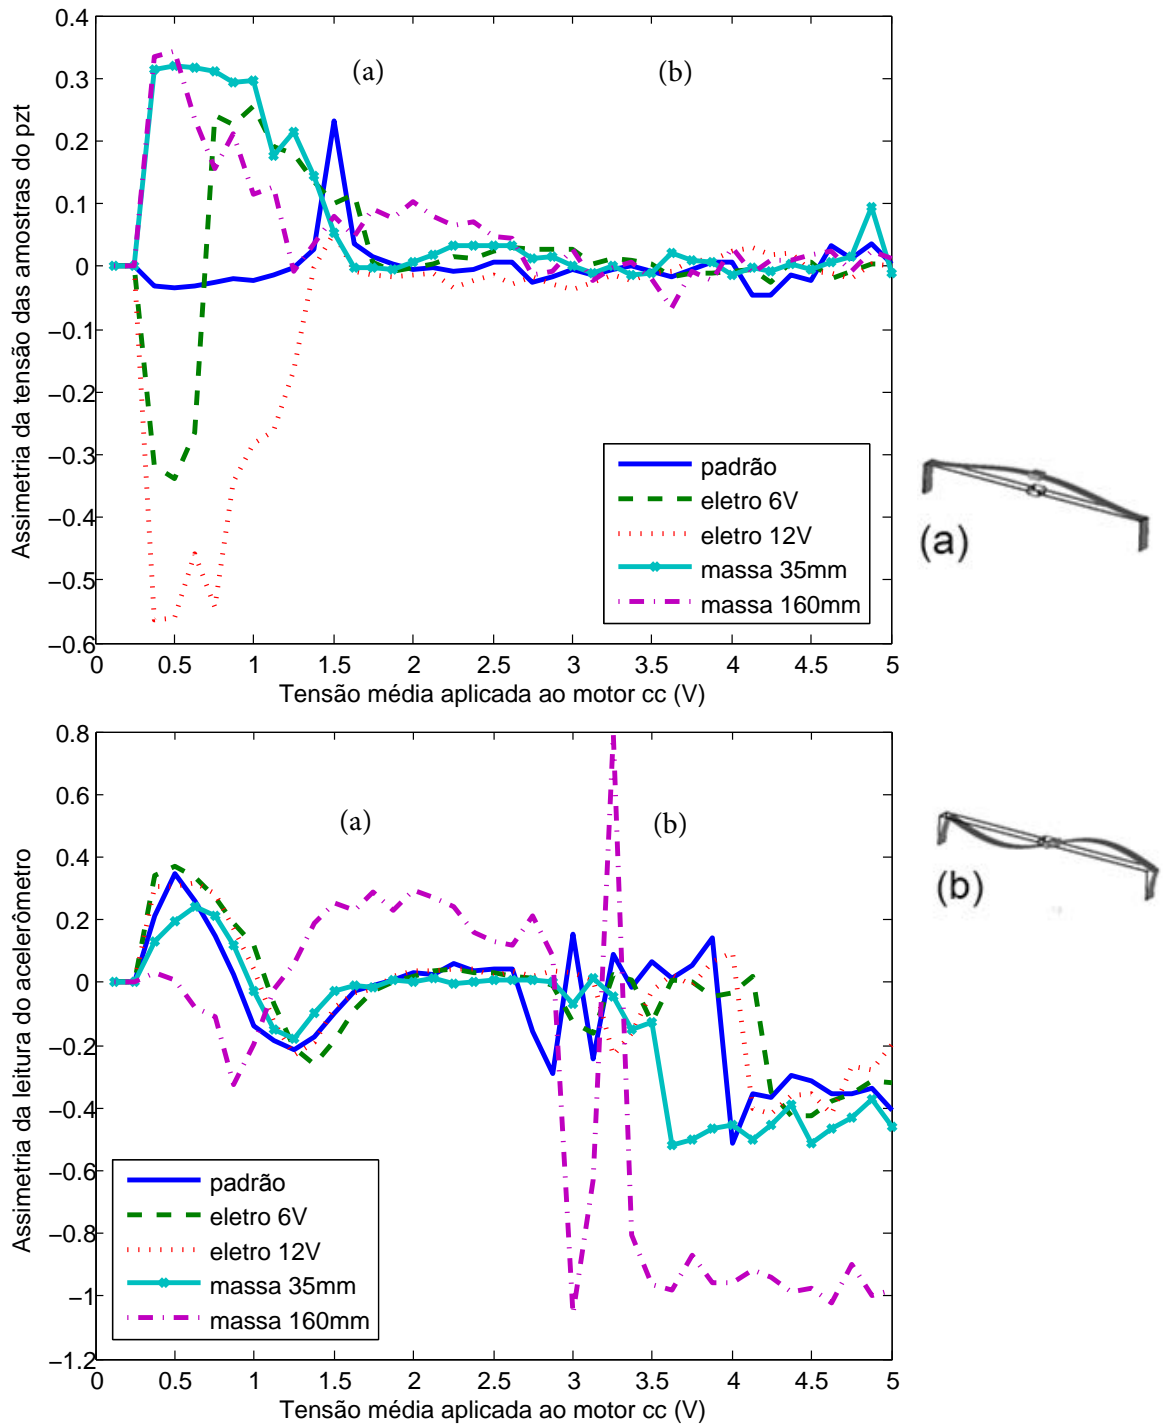 0.4
0.3
0.2
0.1
0
−0.1
−0.2
−0.3
−0.4
−0.5
−0.6
Assimetria da tensão das amostras do pzt
(a)
(b)
padrão
eletro 6V
eletro 12V
massa 35mm
massa 160mm
0 0.5 1 1.5 2 2.5 3 3.5 4 4.5 5
Tensão média aplicada ao motor cc (V)
(a)
0.8
0.6
0.4
0.2
0
−0.2
−0.4
−0.6
−0.8
−1
−1.2
Assimetria da leitura do acelerômetro
(a)
(b)
padrão
eletro 6V
eletro 12V
massa 35mm
massa 160mm
0 0.5 1 1.5 2 2.5 3 3.5 4 4.5 5
Tensão média aplicada ao motor cc (V)
(b)